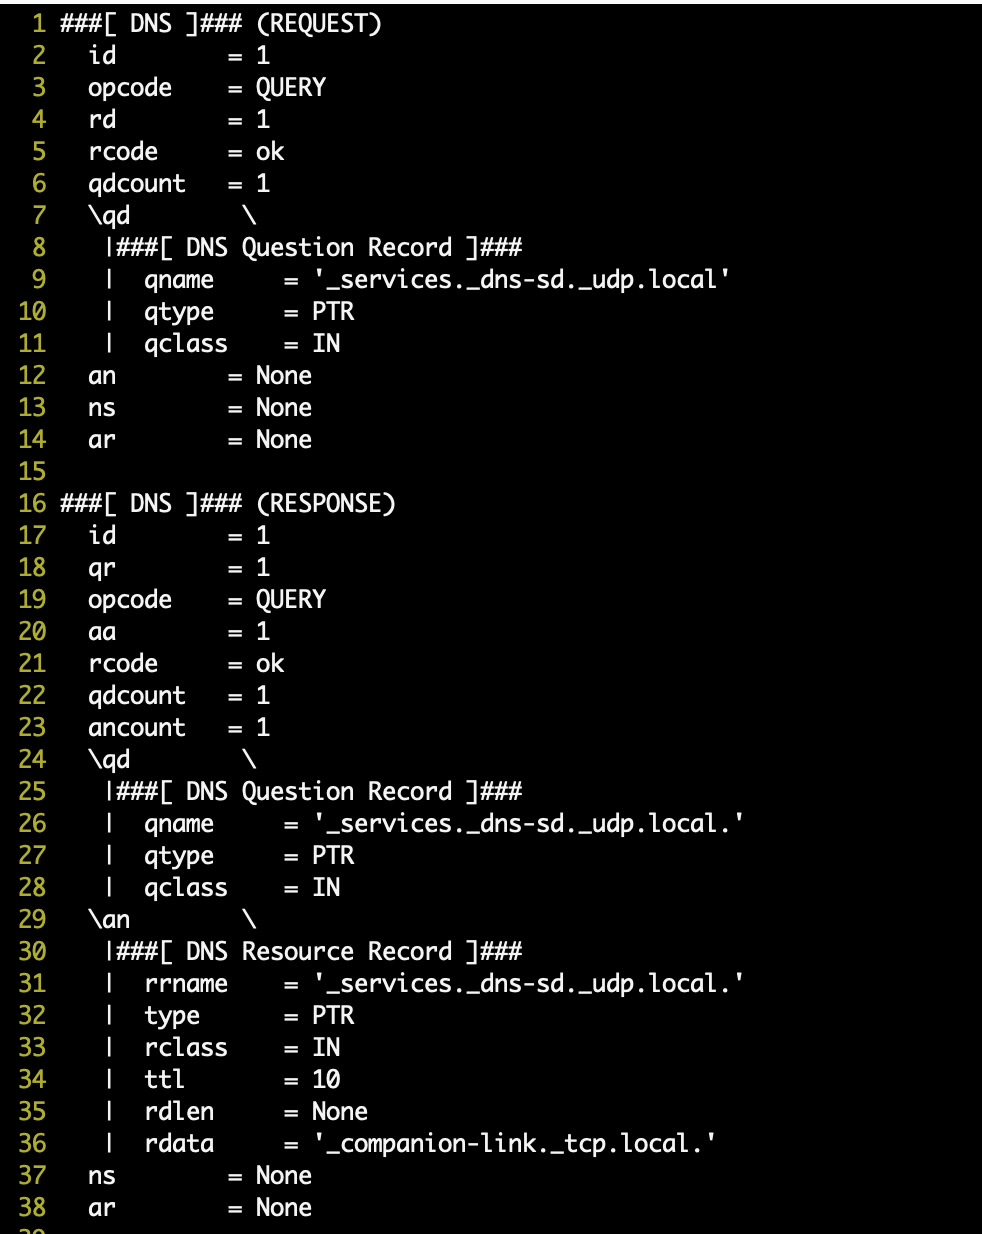 1 ###[ DNS ]### (REQUEST)
2   id        = 1
3   opcode    = QUERY
4   rd        = 1
5   rcode     = ok
6   qdcount   = 1
7   \qd        \
8    |###[ DNS Question Record ]###
9    |  qname     = '_services._dns-sd._udp.local'
10    |  qtype     = PTR
11    |  qclass    = IN
12   an        = None
13   ns        = None
14   ar        = None
15
16 ###[ DNS ]### (RESPONSE)
17   id        = 1
18   qr        = 1
19   opcode    = QUERY
20   aa        = 1
21   rcode     = ok
22   qdcount   = 1
23   ancount   = 1
24   \qd        \
25    |###[ DNS Question Record ]###
26    |  qname     = '_services._dns-sd._udp.local.'
27    |  qtype     = PTR
28    |  qclass    = IN
29   \an        \
30    |###[ DNS Resource Record ]###
31    |  rrname    = '_services._dns-sd._udp.local.'
32    |  type      = PTR
33    |  rclass    = IN
34    |  ttl       = 10
35    |  rdlen     = None
36    |  rdata     = '_companion-link._tcp.local.'
37   ns        = None
38   ar        = None